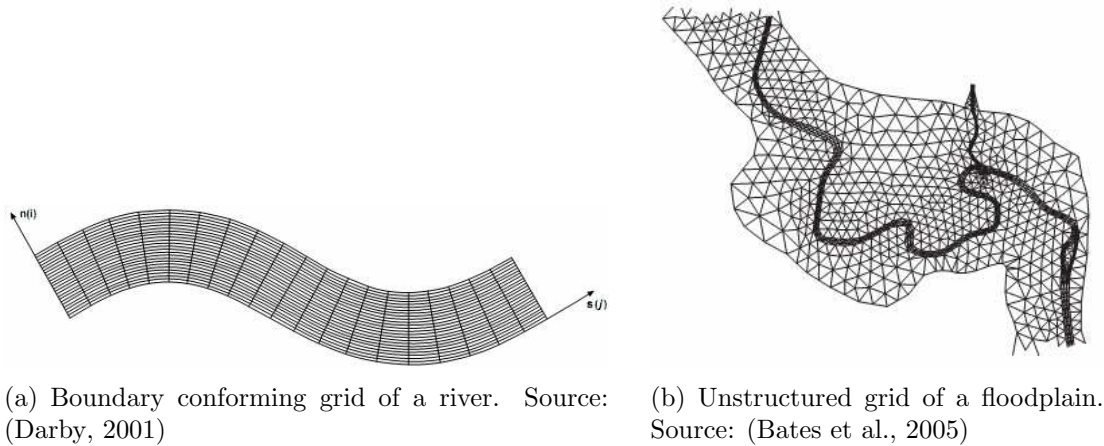 n(i)
s(j)
(a) Boundary conforming grid of a river. Source:
(Darby, 2001)
(b) Unstructured grid of a floodplain.
Source: (Bates et al., 2005)